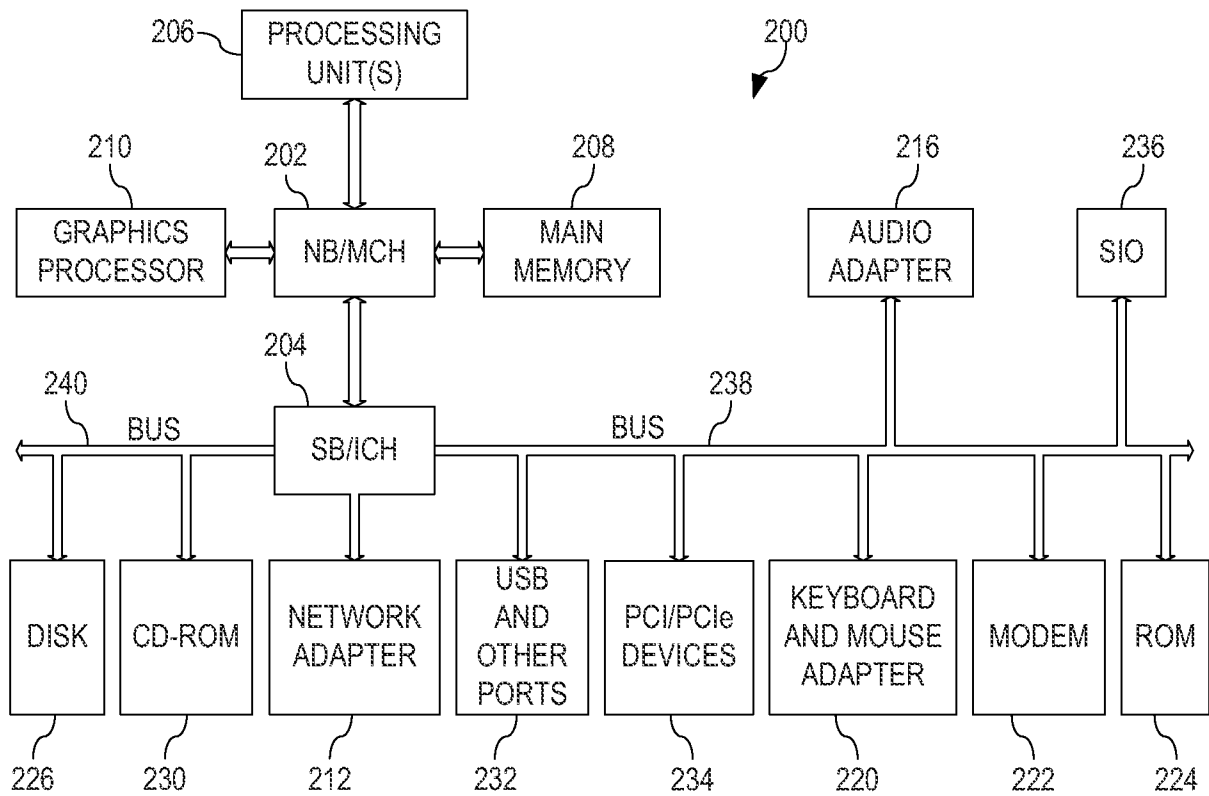 206
PROCESSING
UNIT(S)
200
210
202
208
216
236
GRAPHICS
PROCESSOR
NB/MCH
MAIN
MEMORY
AUDIO
ADAPTER
SIO
204
240
238
BUS
BUS
SB/ICH
DISK
CD-ROM
NETWORK
ADAPTER
USB
AND
OTHER
PORTS
PCI/PCIe
DEVICES
KEYBOARD
AND MOUSE
ADAPTER
MODEM
ROM
226
230
212
232
234
220
222
224